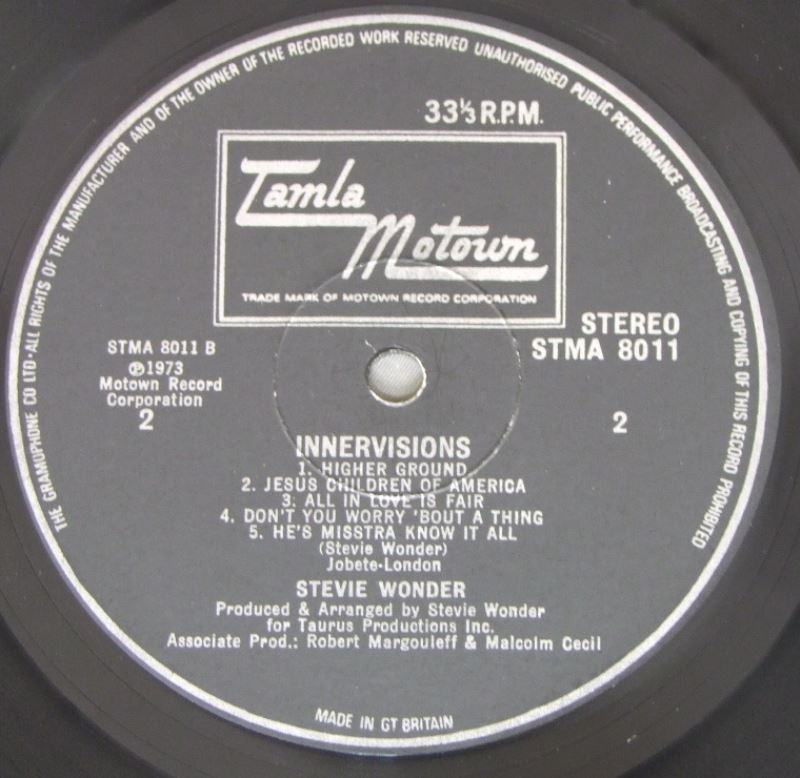 THE GRAMOPHONE CO LTD · ALL RIGHTS OF THE MANUFACTURER AND OF THE OWNER OF THE RECORDED WORK RESERVED UNAUTHORISED PUBLIC PERFORMANCE BROADCASTING AND COPYING OF THIS RECORD PROHIBITED
33⅓ R.P.M.
Tamla
Motown
TRADE MARK OF MOTOWN RECORD CORPORATION
STEREO
STMA 8011
STMA 8011 B
℗1973
Motown Record
Corporation
2
2
INNERVISIONS
1. HIGHER GROUND
2. JESUS CHILDREN OF AMERICA
3. ALL IN LOVE IS FAIR
4. DON'T YOU WORRY 'BOUT A THING
5. HE'S MISSTRA KNOW IT ALL
(Stevie Wonder)
Jobete-London
STEVIE WONDER
Produced & Arranged by Stevie Wonder
for Taurus Productions Inc.
Associate Prod.: Robert Margouleff & Malcolm Cecil
MADE IN GT BRITAIN